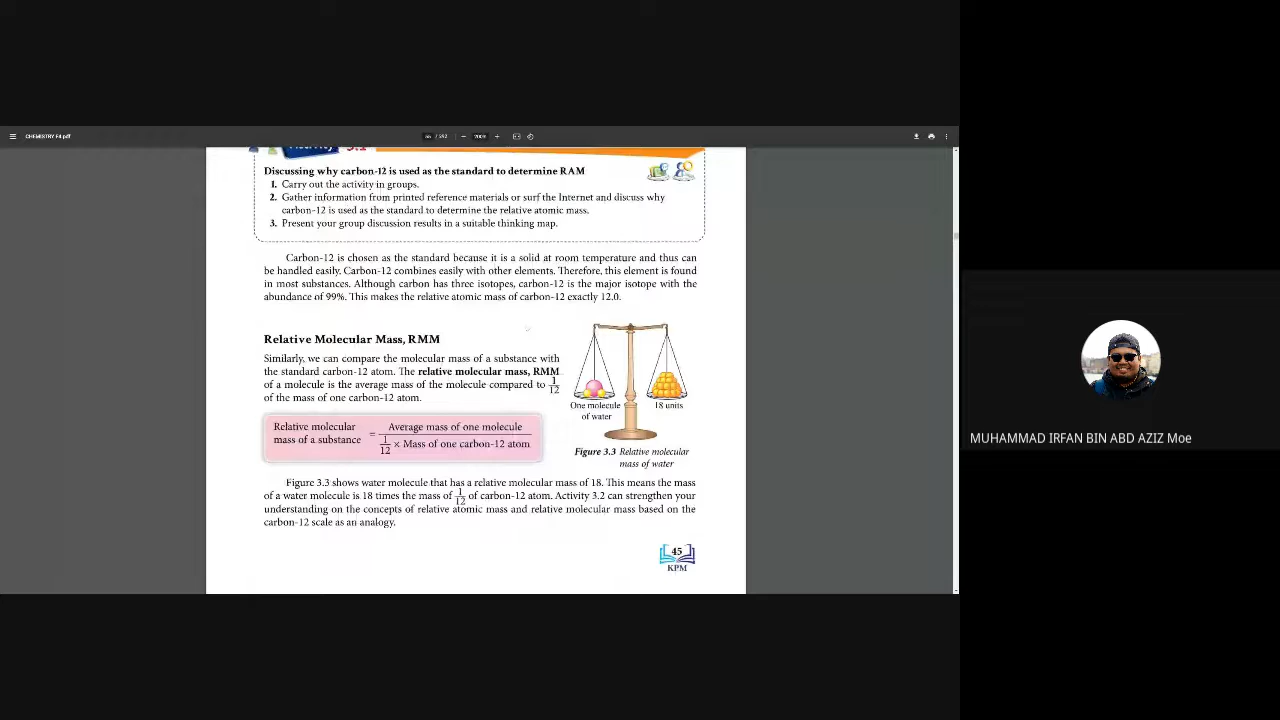 CHEMISTRY F4.pdf
/ 292
Activity 3.1
Discussing why carbon-12 is used as the standard to determine RAM
1. Carry out the activity in groups.
2. Gather information from printed reference materials or surf the Internet and discuss why
carbon-12 is used as the standard to determine the relative atomic mass.
3. Present your group discussion results in a suitable thinking map.
Carbon-12 is chosen as the standard because it is a solid at room temperature and thus can
be handled easily. Carbon-12 combines easily with other elements. Therefore, this element is found
in most substances. Although carbon has three isotopes, carbon-12 is the major isotope with the
abundance of 99%. This makes the relative atomic mass of carbon-12 exactly 12.0.
Relative Molecular Mass, RMM
Similarly, we can compare the molecular mass of a substance with
the standard carbon-12 atom. The relative molecular mass, RMM
of a molecule is the average mass of the molecule compared to 1/12
of the mass of one carbon-12 atom.
One molecule
of water
18 units
Relative molecular
mass of a substance
= Average mass of one molecule
1/12 × Mass of one carbon-12 atom
Figure 3.3 Relative molecular
mass of water
Figure 3.3 shows water molecule that has a relative molecular mass of 18. This means the mass
of a water molecule is 18 times the mass of 1/12 of carbon-12 atom. Activity 3.2 can strengthen your
understanding on the concepts of relative atomic mass and relative molecular mass based on the
carbon-12 scale as an analogy.
45
KPM
MUHAMMAD IRFAN BIN ABD AZIZ Moe